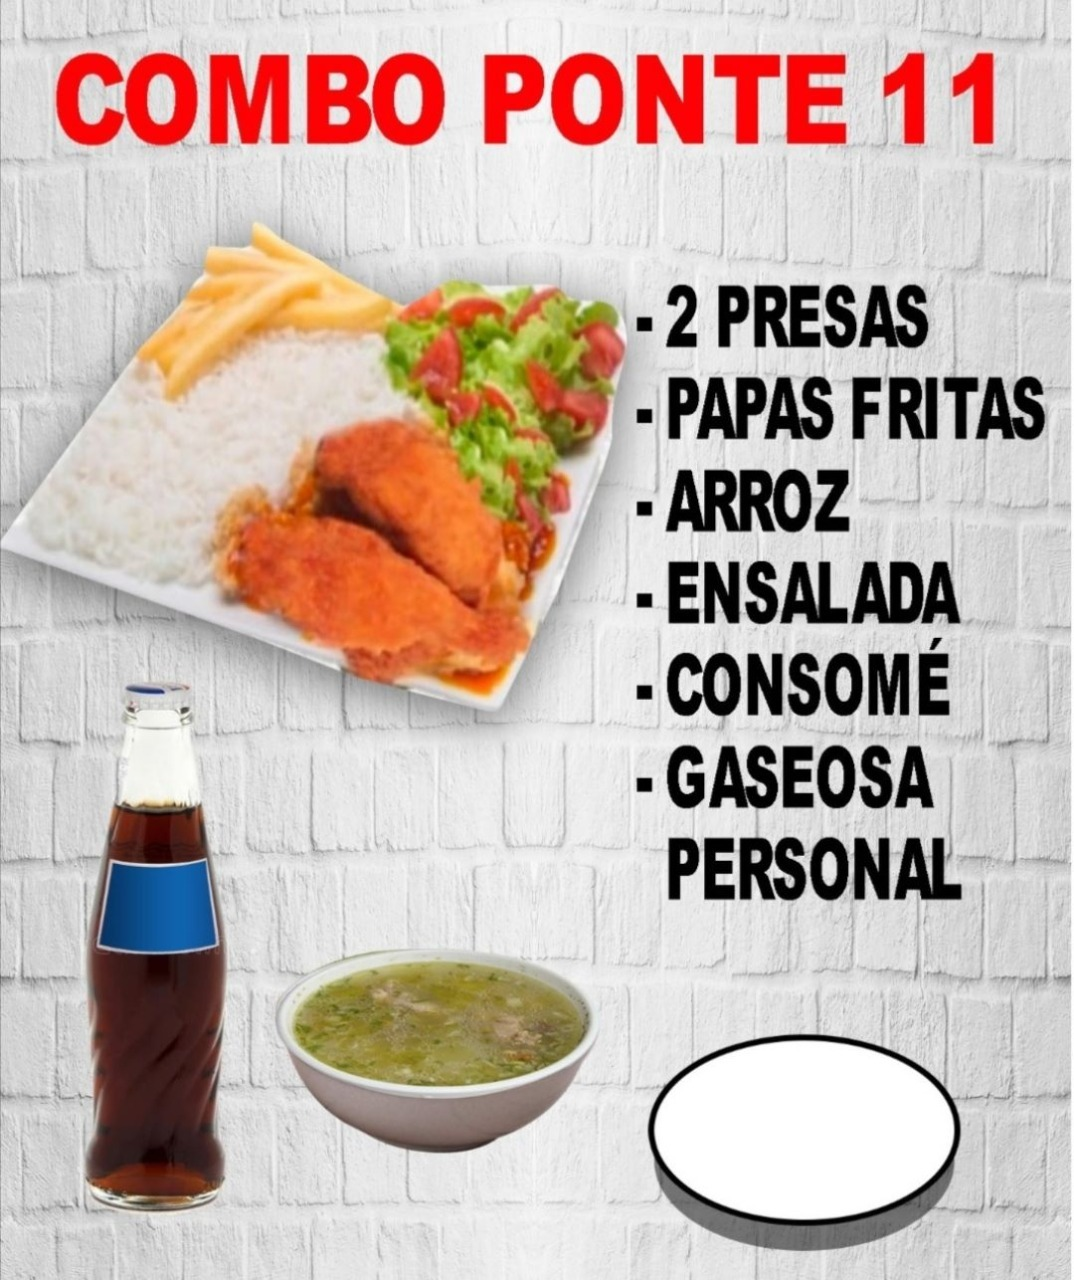 COMBO PONTE 11
- 2 PRESAS
- PAPAS FRITAS
- ARROZ
- ENSALADA
- CONSOMÉ
- GASEOSA
PERSONAL